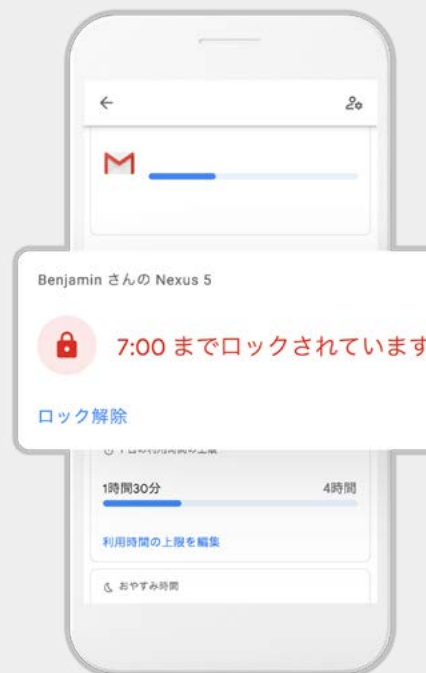 Benjamin さんの Nexus 5
7:00 までロックされています
ロック解除
1時間30分
4時間
利用時間の上限を編集
おやすみ時間